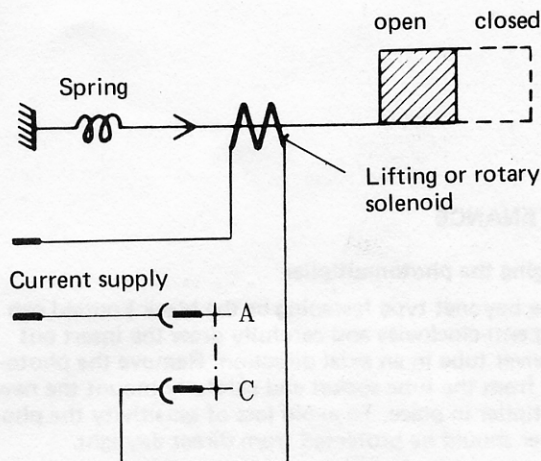 open closed
Spring
Lifting or rotary
solenoid
Current supply
A
C